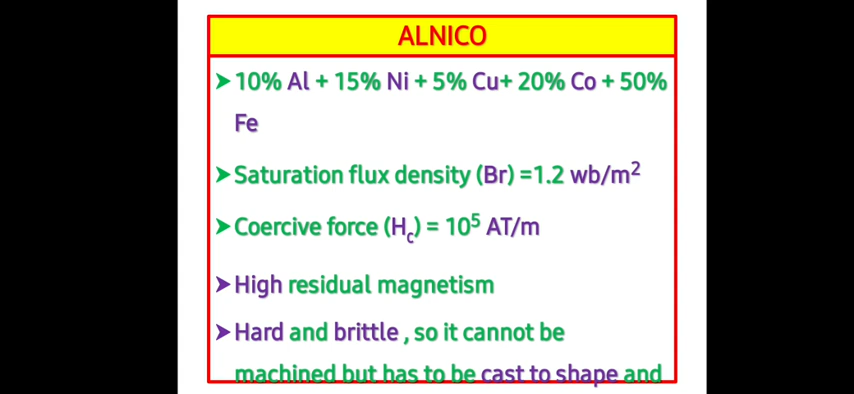 ALNICO
➤10% Al + 15% Ni + 5% Cu+ 20% Co + 50%
Fe
➤Saturation flux density (Br) =1.2 wb/m²
➤Coercive force (H꜀) = 10⁵ AT/m
➤High residual magnetism
➤Hard and brittle , so it cannot be
machined but has to be cast to shape and